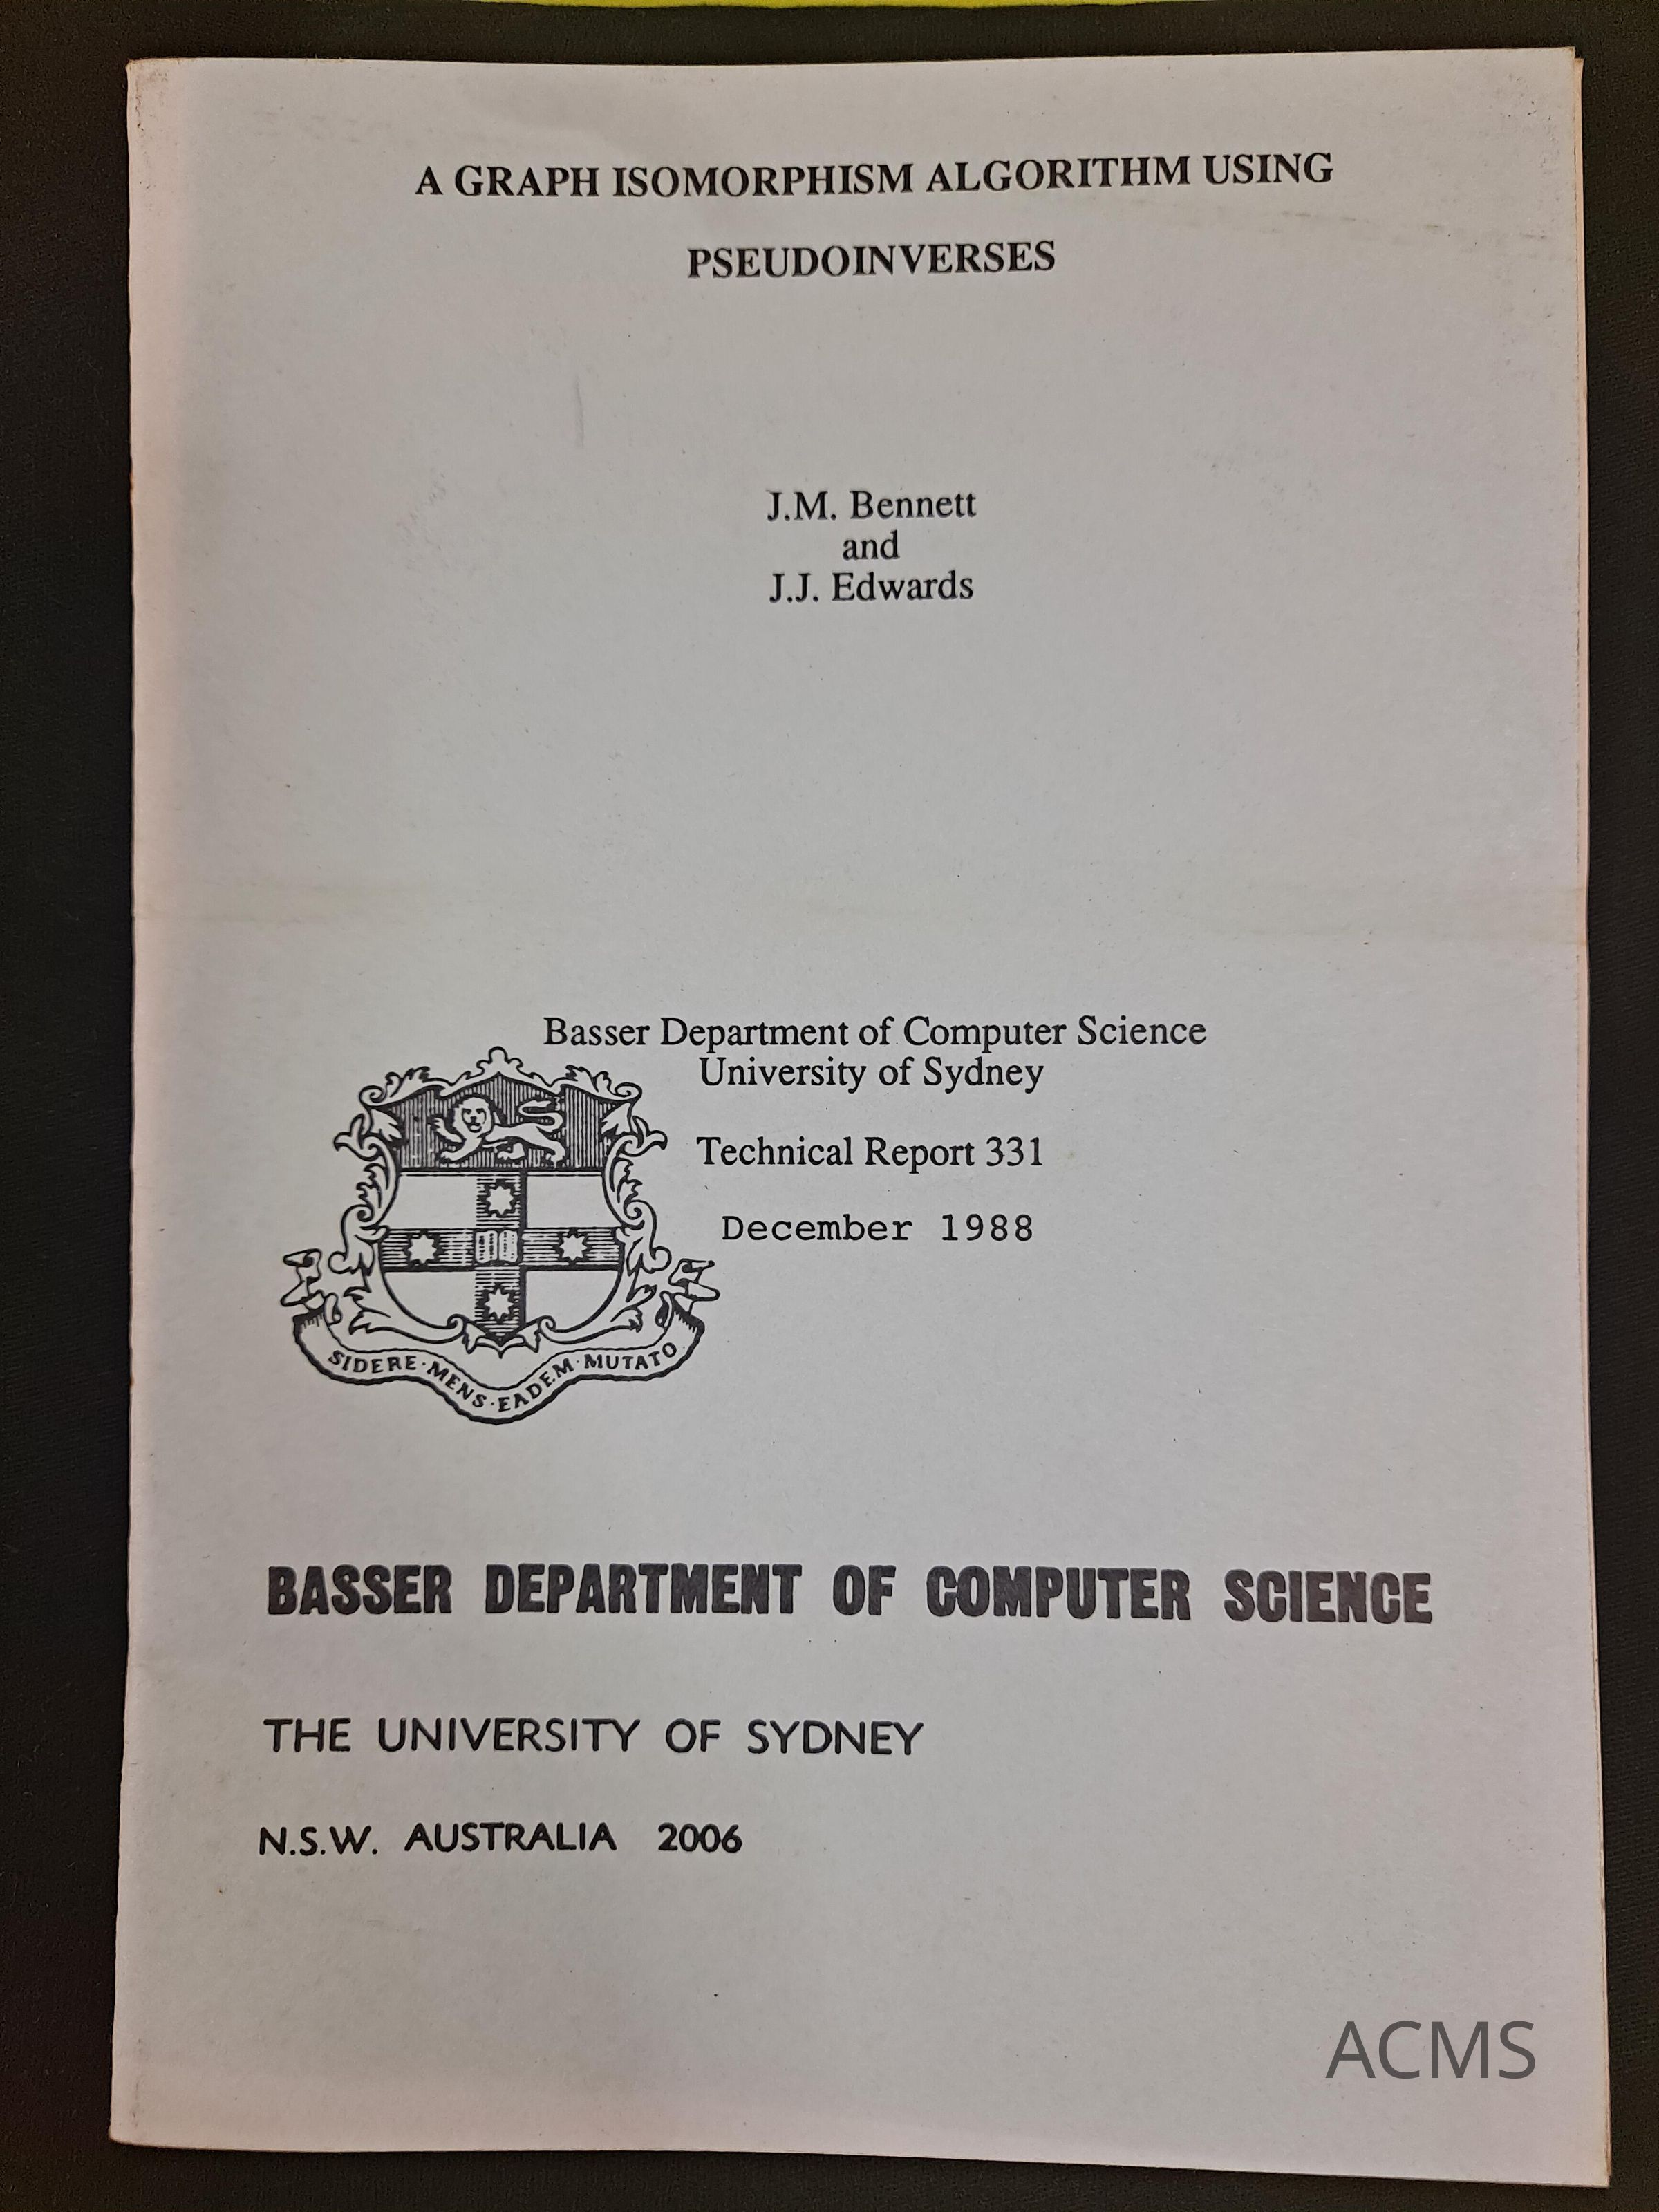 A GRAPH ISOMORPHISM ALGORITHM USING
PSEUDOINVERSES
J.M. Bennett
and
J.J. Edwards
Basser Department of Computer Science
University of Sydney
Technical Report 331
December 1988
SIDERE·MENS·EADEM·MUTATO
BASSER DEPARTMENT OF COMPUTER SCIENCE
THE UNIVERSITY OF SYDNEY
N.S.W. AUSTRALIA 2006
ACMS